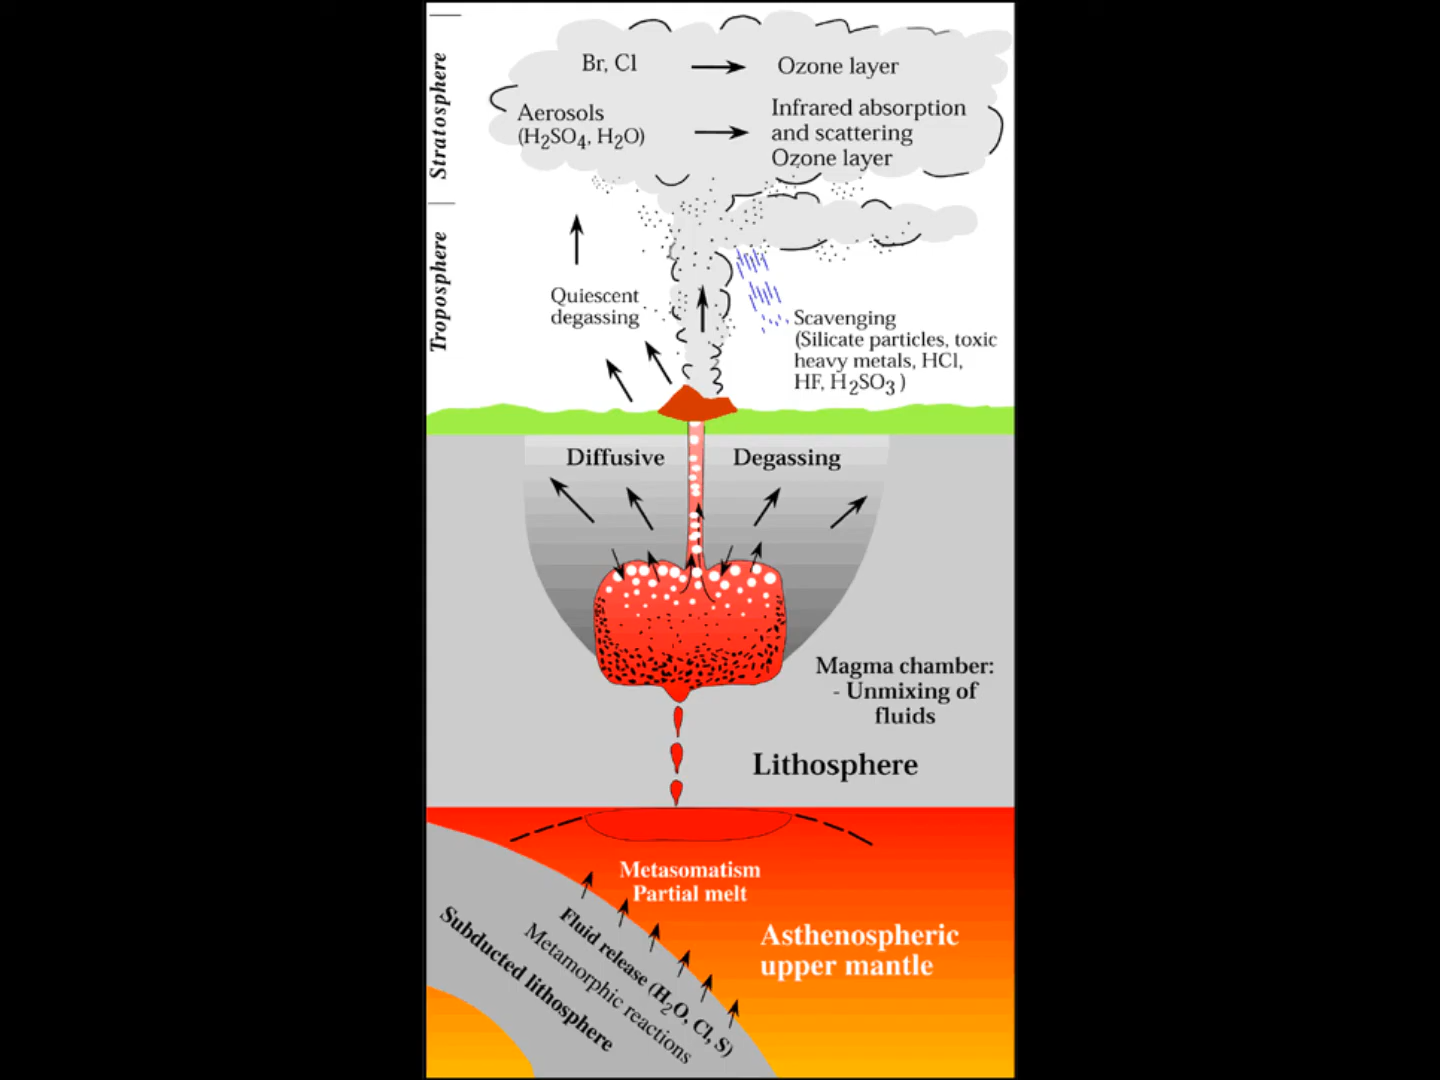 Stratosphere
Br, Cl
Ozone layer
Aerosols
(H₂SO₄, H₂O)
Infrared absorption
and scattering
Ozone layer
Troposphere
Quiescent
degassing
Scavenging
(Silicate particles, toxic
heavy metals, HCl,
HF, H₂SO₃)
Diffusive
Degassing
Magma chamber:
- Unmixing of
fluids
Lithosphere
Metasomatism
Partial melt
Asthenospheric
upper mantle
Fluid release (H₂O, Cl, S)
Metamorphic reactions
Subducted lithosphere